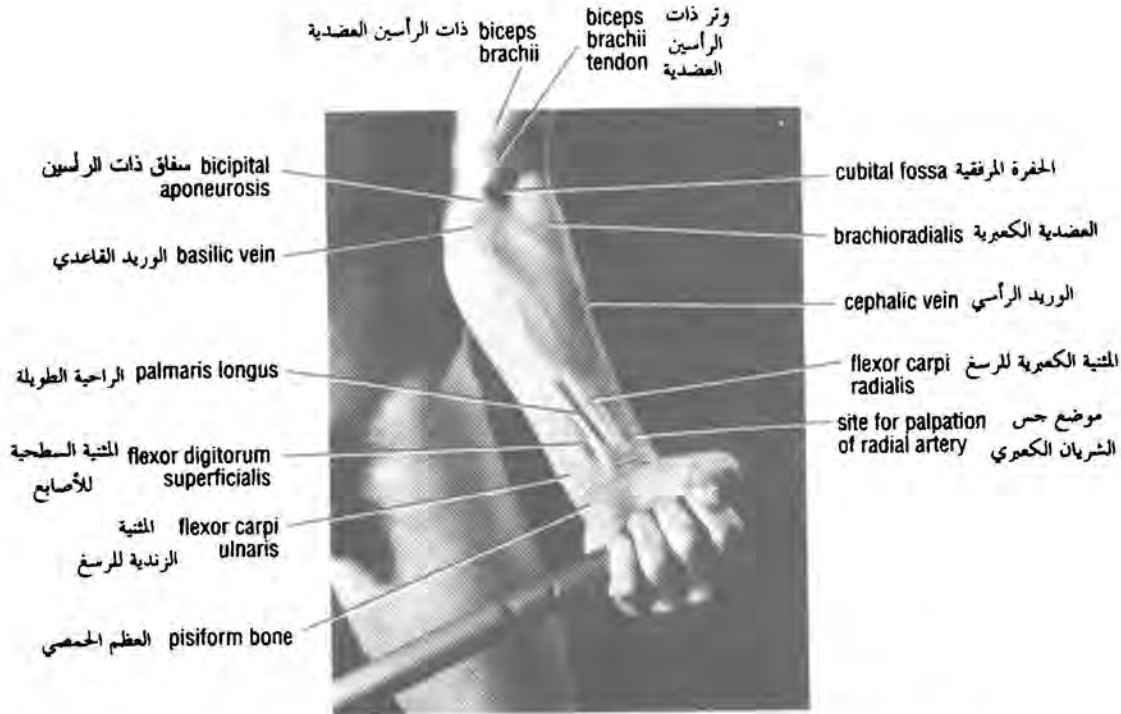 ذات الرأسين العضدية biceps
brachii
biceps وتر ذات
brachii الرأسين
tendon العضدية
سفاق ذات الرأسين bicipital
aponeurosis
الوريد القاعدي basilic vein
الراحية الطويلة palmaris longus
المثنية السطحية flexor digitorum
للأصابع superficialis
المثنية flexor carpi
الزندية للرسغ ulnaris
العظم الحمصي pisiform bone
cubital fossa الحفرة المرفقية
brachioradialis العضدية الكعبرية
cephalic vein الوريد الرأسي
flexor carpi المثنية الكعبرية للرسغ
radialis
site for palpation موضع جس
of radial artery الشريان الكعبري